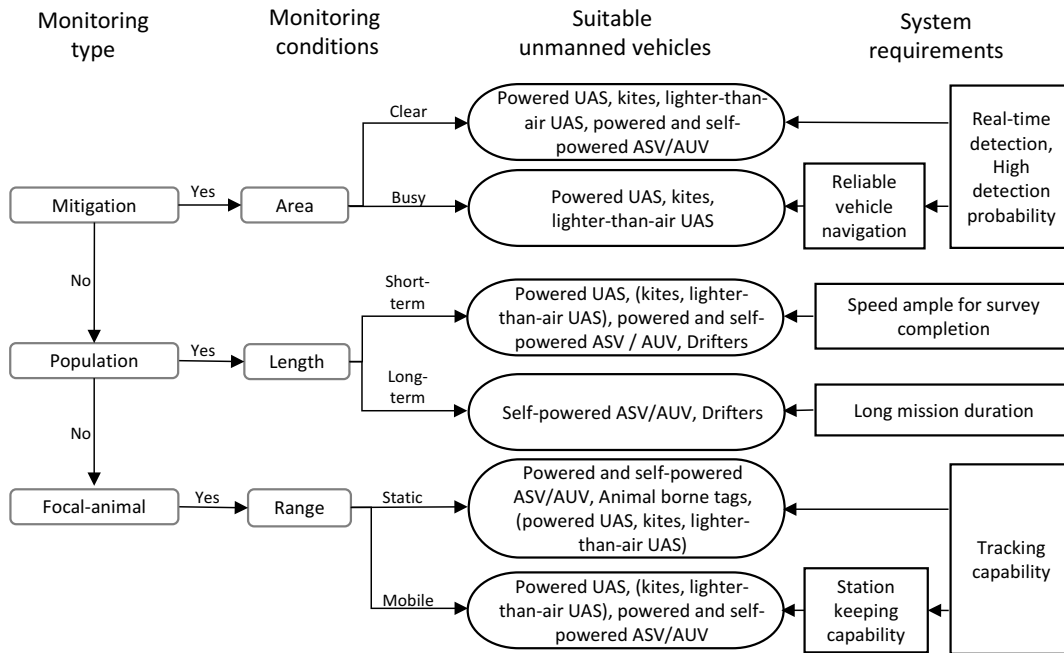 Monitoring
type
Monitoring
conditions
Suitable
unmanned vehicles
System
requirements
Mitigation
Yes
Area
Clear
Powered UAS, kites, lighter-than-
air UAS, powered and self-
powered ASV/AUV
Real-time
detection,
High
detection
probability
Busy
Powered UAS, kites,
lighter-than-air UAS
Reliable
vehicle
navigation
No
Population
Yes
Length
Short-
term
Powered UAS, (kites, lighter-
than-air UAS), powered and self-
powered ASV / AUV, Drifters
Speed ample for survey
completion
Long-
term
Self-powered ASV/AUV, Drifters
Long mission duration
No
Focal-animal
Yes
Range
Static
Powered and self-powered
ASV/AUV, Animal borne tags,
(powered UAS, kites, lighter-
than-air UAS)
Tracking
capability
Mobile
Powered UAS, (kites, lighter-
than-air UAS), powered and self-
powered ASV/AUV
Station
keeping
capability